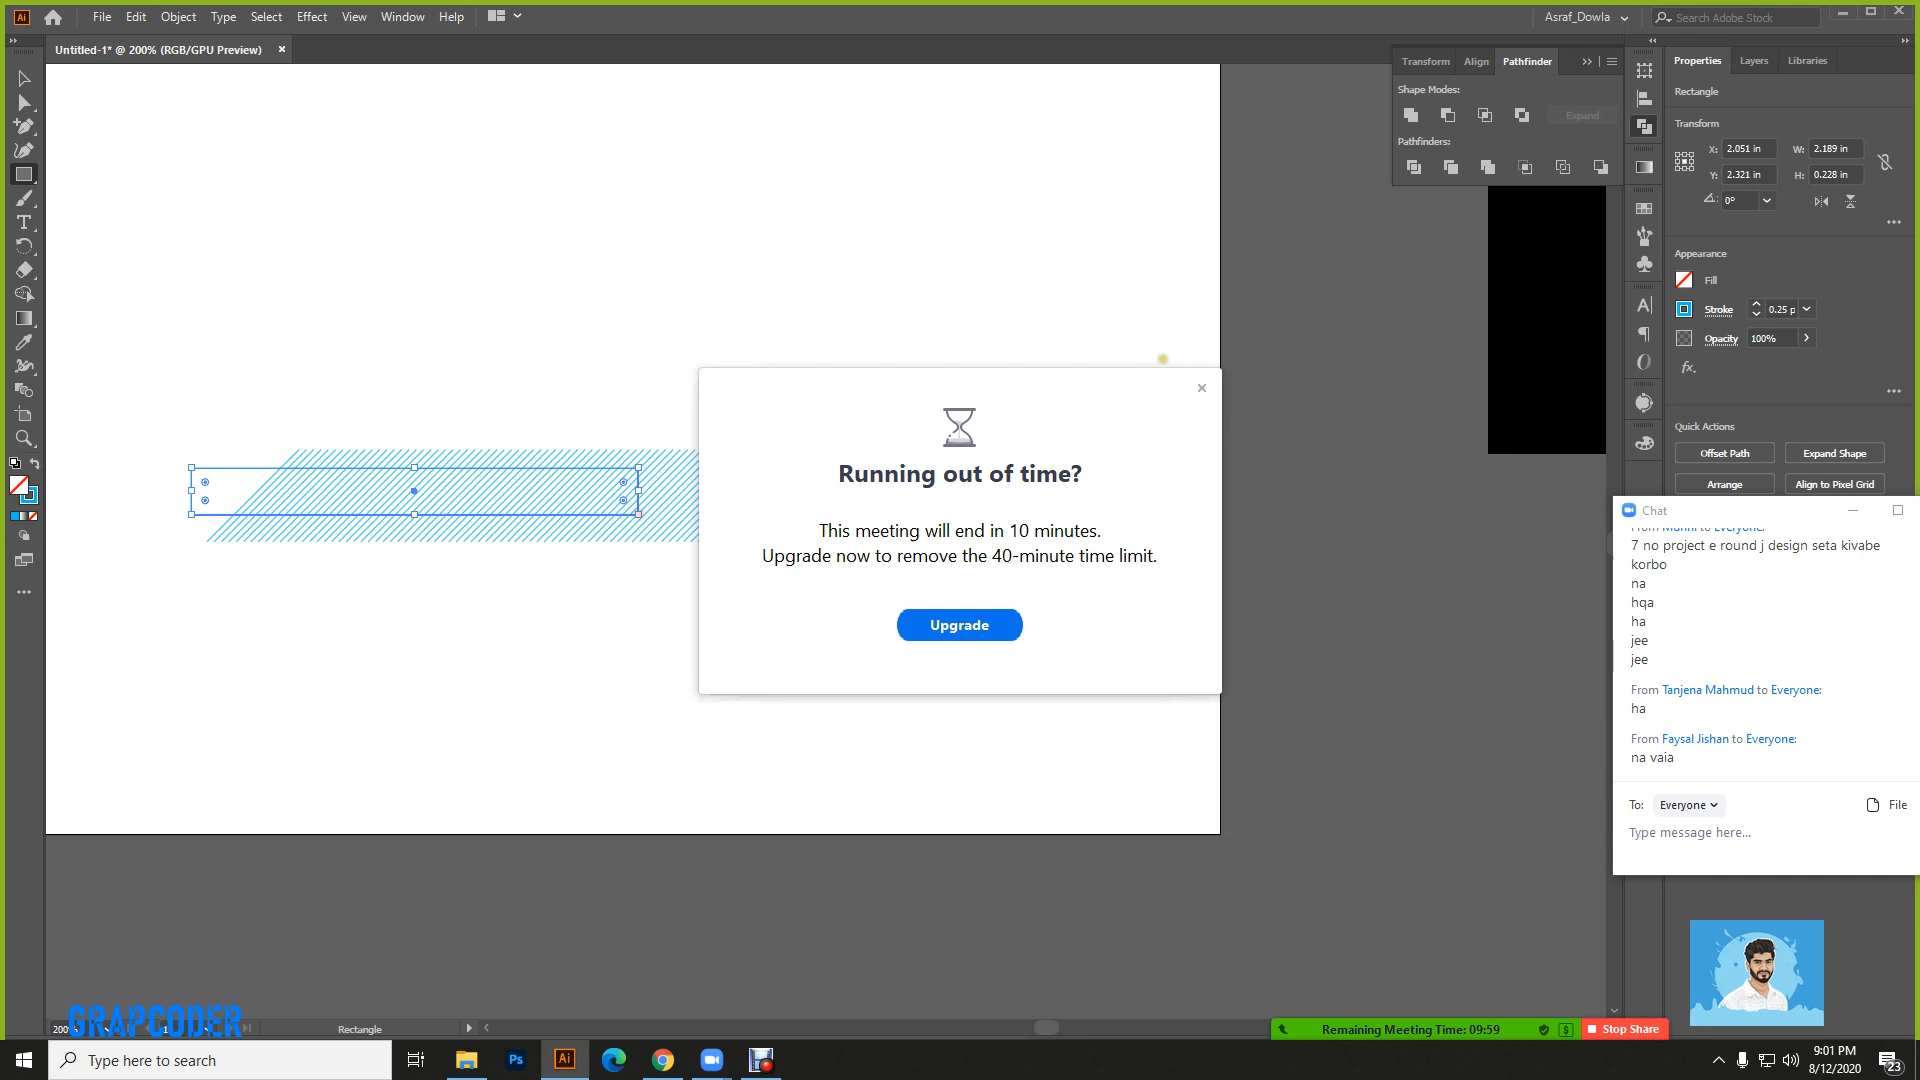 Ai File Edit Object Type Select Effect View Window Help Asraf_Dowla Search Adobe Stock
Untitled-1* @ 200% (RGB/GPU Preview)
Transform Align Pathfinder
Shape Modes:
Expand
Pathfinders:
Properties Layers Libraries
Rectangle
Transform
X: 2.051 in W: 2.189 in
Y: 2.321 in H: 0.228 in
0°
Appearance
Fill
Stroke 0.25 p
Opacity 100%
fx.
Quick Actions
Offset Path Expand Shape
Arrange Align to Pixel Grid
Running out of time?
This meeting will end in 10 minutes.
Upgrade now to remove the 40-minute time limit.
Upgrade
Chat
From Munni to Everyone:
7 no project e round j design seta kivabe
korbo
na
hqa
ha
jee
jee
From Tanjena Mahmud to Everyone:
ha
From Faysal Jishan to Everyone:
na vaia
To: Everyone File
Type message here...
GRAPCODER
200% Rectangle
Remaining Meeting Time: 09:59 Stop Share
Type here to search Ps Ai
9:01 PM
8/12/2020
23